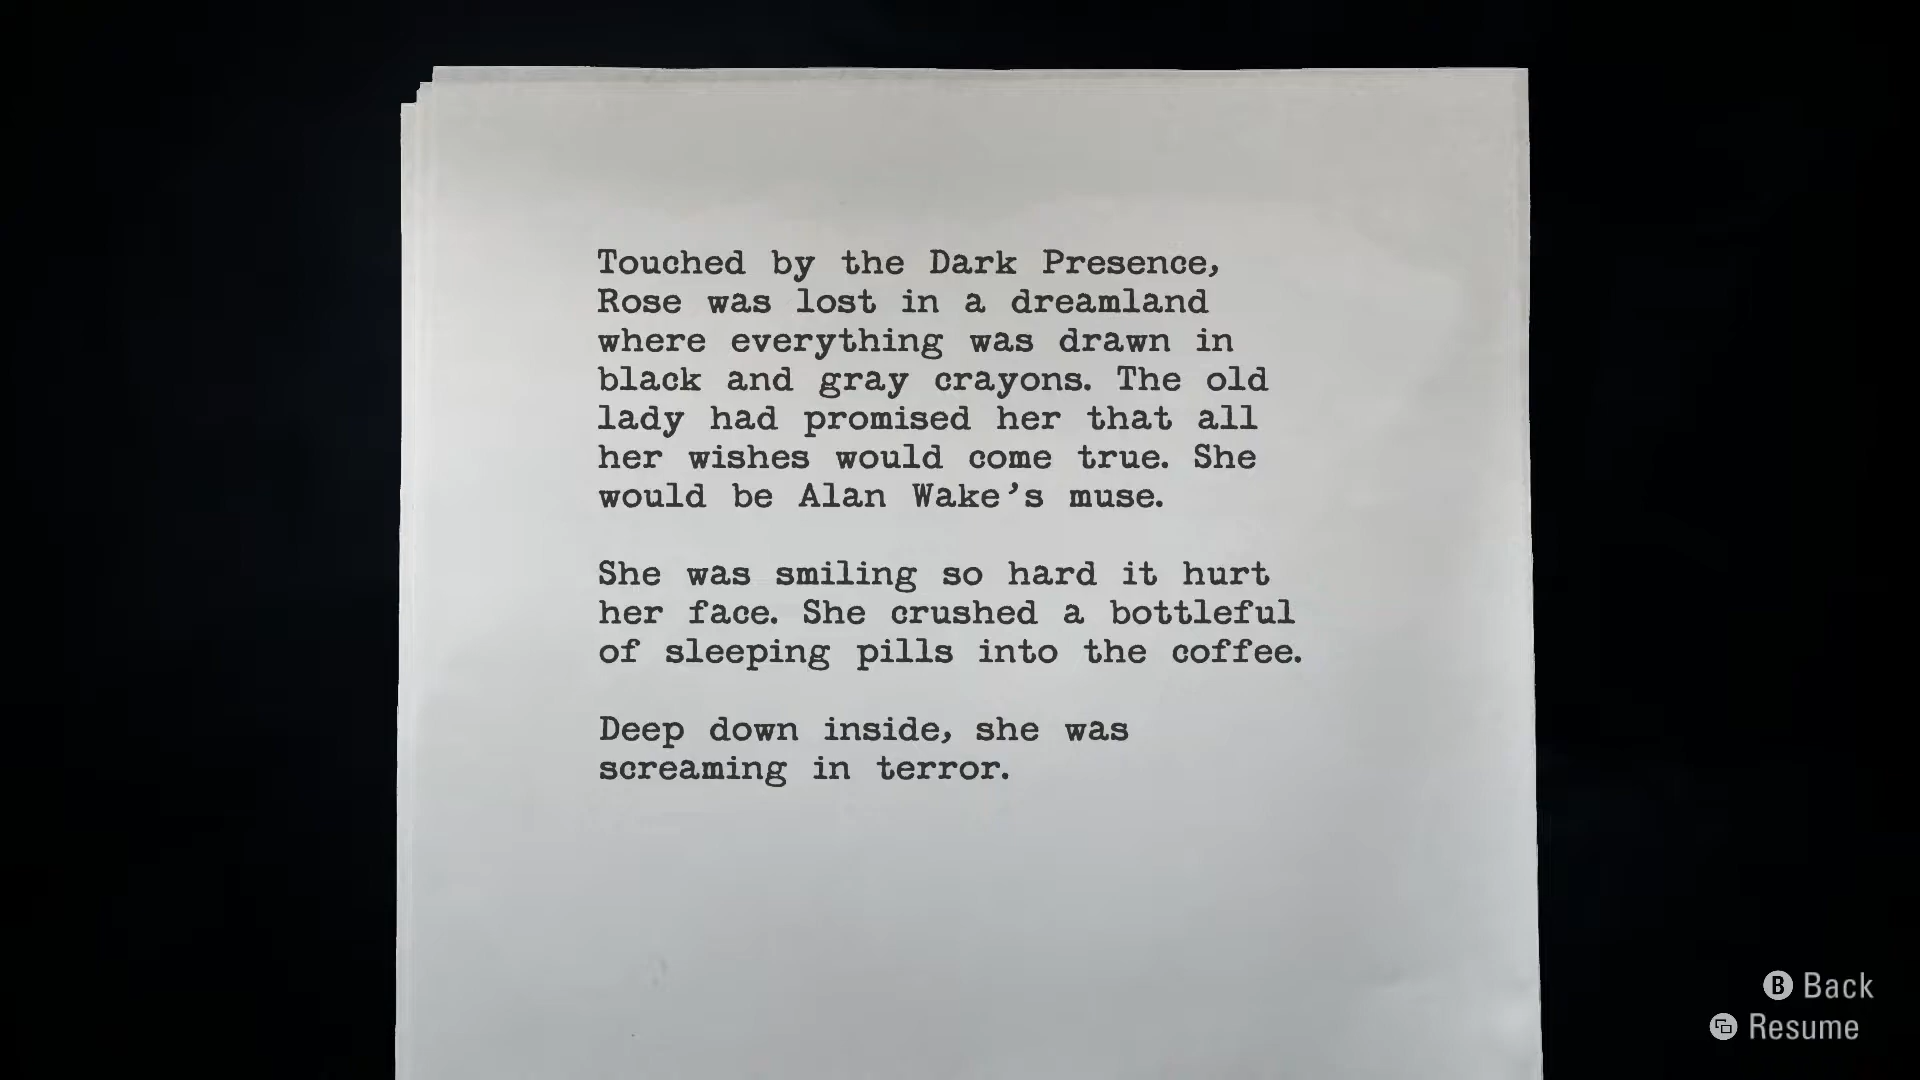 Touched by the Dark Presence,
Rose was lost in a dreamland
where everything was drawn in
black and gray crayons. The old
lady had promised her that all
her wishes would come true. She
would be Alan Wake's muse.
She was smiling so hard it hurt
her face. She crushed a bottleful
of sleeping pills into the coffee.
Deep down inside, she was
screaming in terror.
B Back
Resume